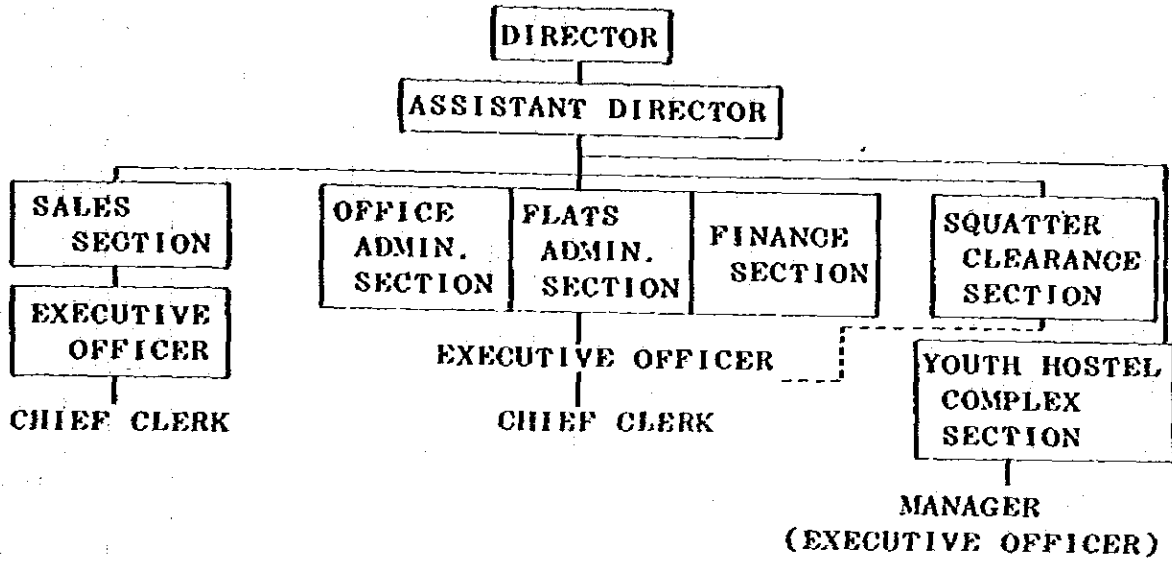 DIRECTOR
ASSISTANT DIRECTOR
SALES
SECTION
OFFICE
ADMIN.
SECTION
FLATS
ADMIN.
SECTION
FINANCE
SECTION
SQUATTER
CLEARANCE
SECTION
EXECUTIVE
OFFICER
EXECUTIVE OFFICER
YOUTH HOSTEL
COMPLEX
SECTION
CHIEF CLERK
CHIEF CLERK
MANAGER
(EXECUTIVE OFFICER)